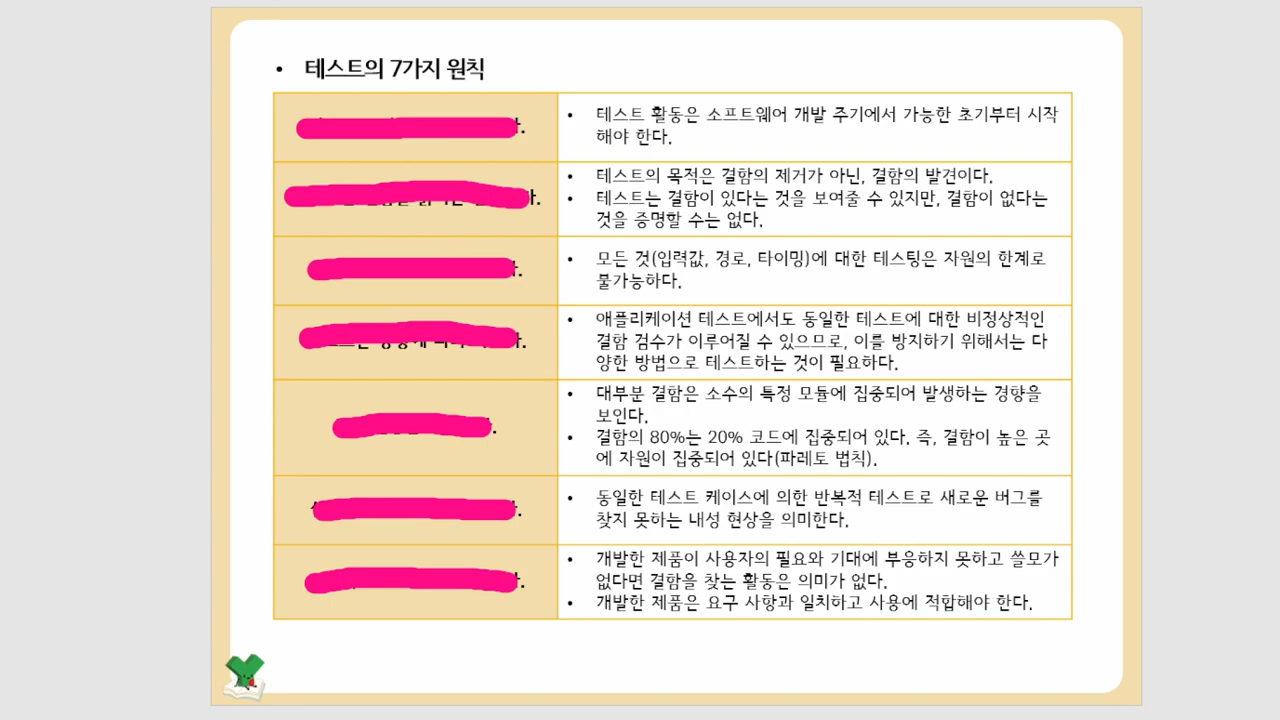 • 테스트의 7가지 원칙
• 테스트 활동은 소프트웨어 개발 주기에서 가능한 초기부터 시작
해야 한다.
• 테스트의 목적은 결함의 제거가 아닌, 결함의 발견이다.
• 테스트는 결함이 있다는 것을 보여줄 수 있지만, 결함이 없다는
것을 증명할 수는 없다.
• 모든 것(입력값, 경로, 타이밍)에 대한 테스팅은 자원의 한계로
불가능하다.
• 애플리케이션 테스트에서도 동일한 테스트에 대한 비정상적인
결함 검수가 이루어질 수 있으므로, 이를 방지하기 위해서는 다
양한 방법으로 테스트하는 것이 필요하다.
• 대부분 결함은 소수의 특정 모듈에 집중되어 발생하는 경향을
보인다.
• 결함의 80%는 20% 코드에 집중되어 있다. 즉, 결함이 높은 곳
에 자원이 집중되어 있다(파레토 법칙).
• 동일한 테스트 케이스에 의한 반복적 테스트로 새로운 버그를
찾지 못하는 내성 현상을 의미한다.
• 개발한 제품이 사용자의 필요와 기대에 부응하지 못하고 쓸모가
없다면 결함을 찾는 활동은 의미가 없다.
• 개발한 제품은 요구 사항과 일치하고 사용에 적합해야 한다.